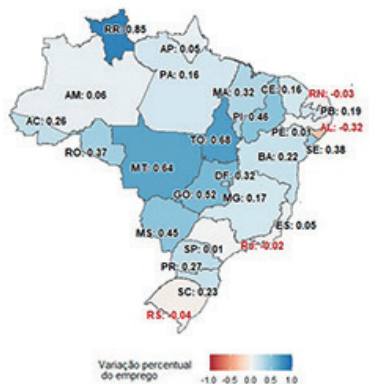 RR: 0.85
AP: 0.05
AM: 0.06
PA: 0.16
MA: 0.32
CE: 0.16
RN: -0.03
PB: 0.19
PI: 0.46
PE: 0.01
AL: -0.32
AC: 0.26
SE: 0.38
RO: 0.37
TO: 0.68
MT: 0.64
BA: 0.22
DF: 0.32
GO: 0.52
MG: 0.17
MS: 0.45
ES: 0.05
SP: 0.01
RJ: -0.02
PR: 0.27
SC: 0.23
RS: -0.04
Variação percentual
do emprego
-1.0 -0.5 0.0 0.5 1.0